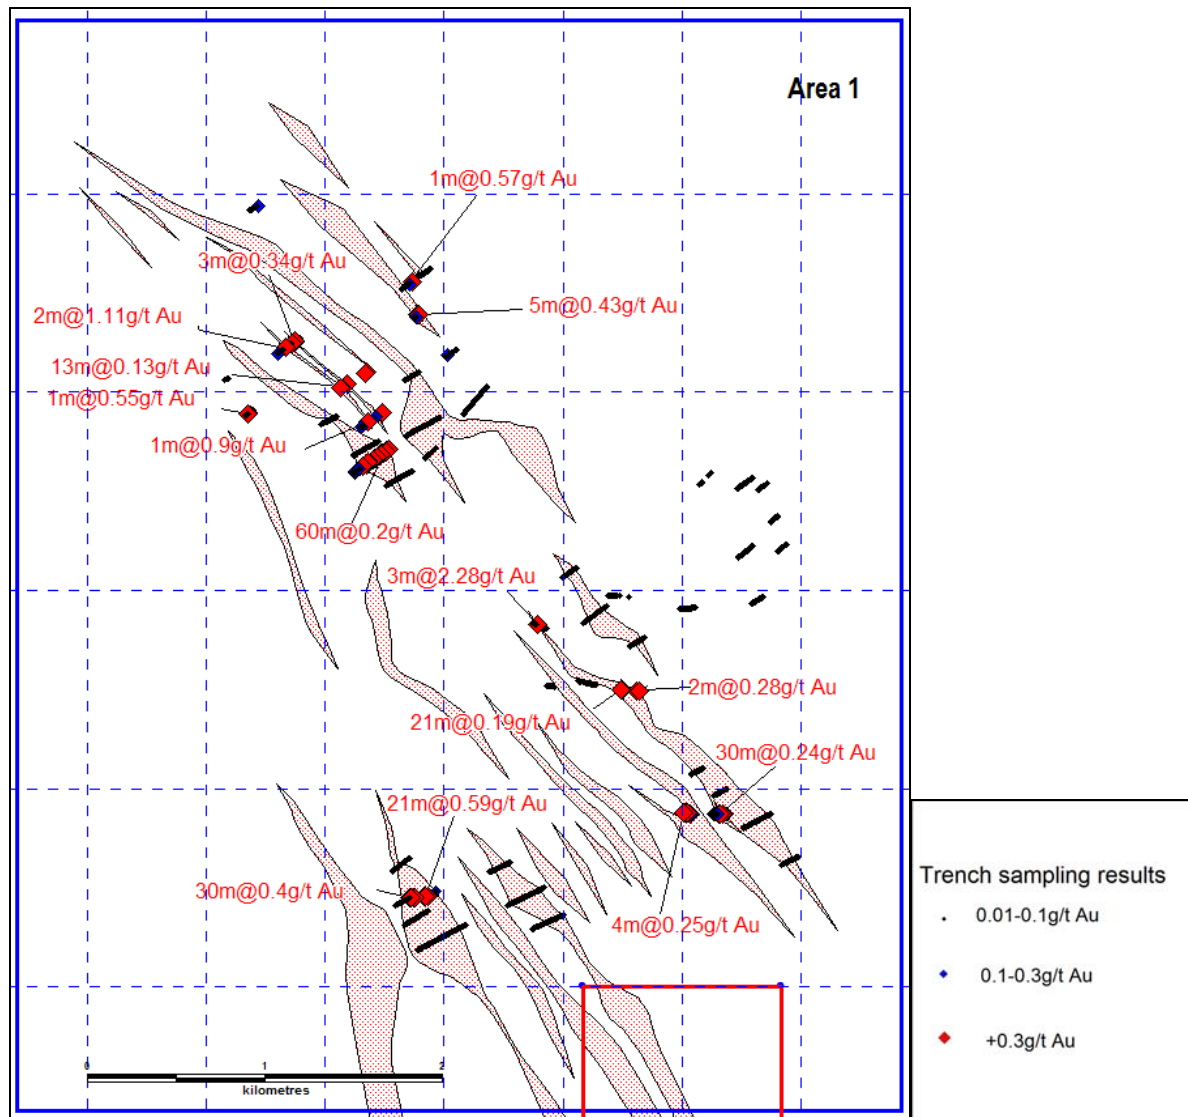 Area 1
1m@0.57g/t Au
3m@0.34g/t Au
5m@0.43g/t Au
2m@1.11g/t Au
13m@0.13g/t Au
1m@0.55g/t Au
1m@0.9g/t Au
60m@0.2g/t Au
3m@2.28g/t Au
2m@0.28g/t Au
21m@0.19g/t Au
30m@0.24g/t Au
21m@0.59g/t Au
30m@0.4g/t Au
4m@0.25g/t Au
0 1 2
kilometres
Trench sampling results
0.01-0.1g/t Au
0.1-0.3g/t Au
+0.3g/t Au